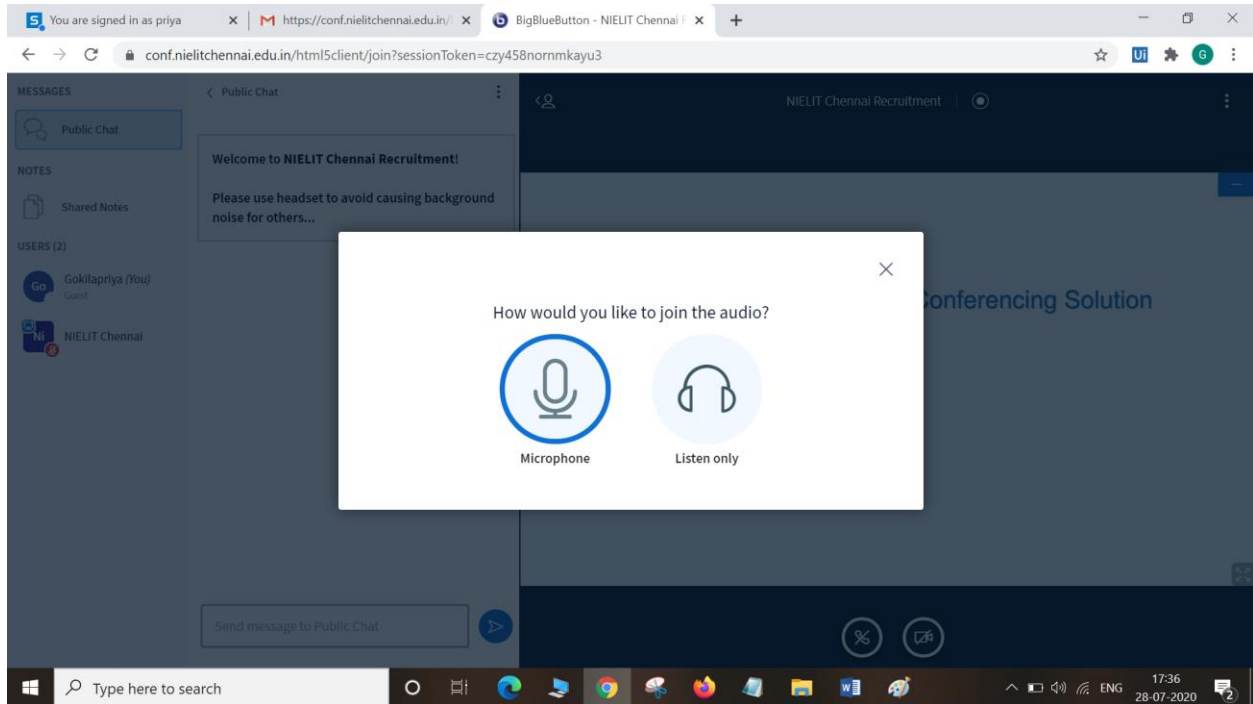 You are signed in as priya
https://conf.nielitchennai.edu.in/
BigBlueButton - NIELIT Chennai
conf.nielitchennai.edu.in/html5client/join?sessionToken=czy458nornmkayu3
Ui
G
MESSAGES
Public Chat
NOTES
Shared Notes
USERS (2)
Go
Gokilapriya (You)
Guest
Ni
NIELIT Chennai
Public Chat
Welcome to NIELIT Chennai Recruitment!
Please use headset to avoid causing background
noise for others...
Send message to Public Chat
NIELIT Chennai Recruitment
Conferencing Solution
How would you like to join the audio?
Microphone
Listen only
Type here to search
ENG
17:36
28-07-2020
2